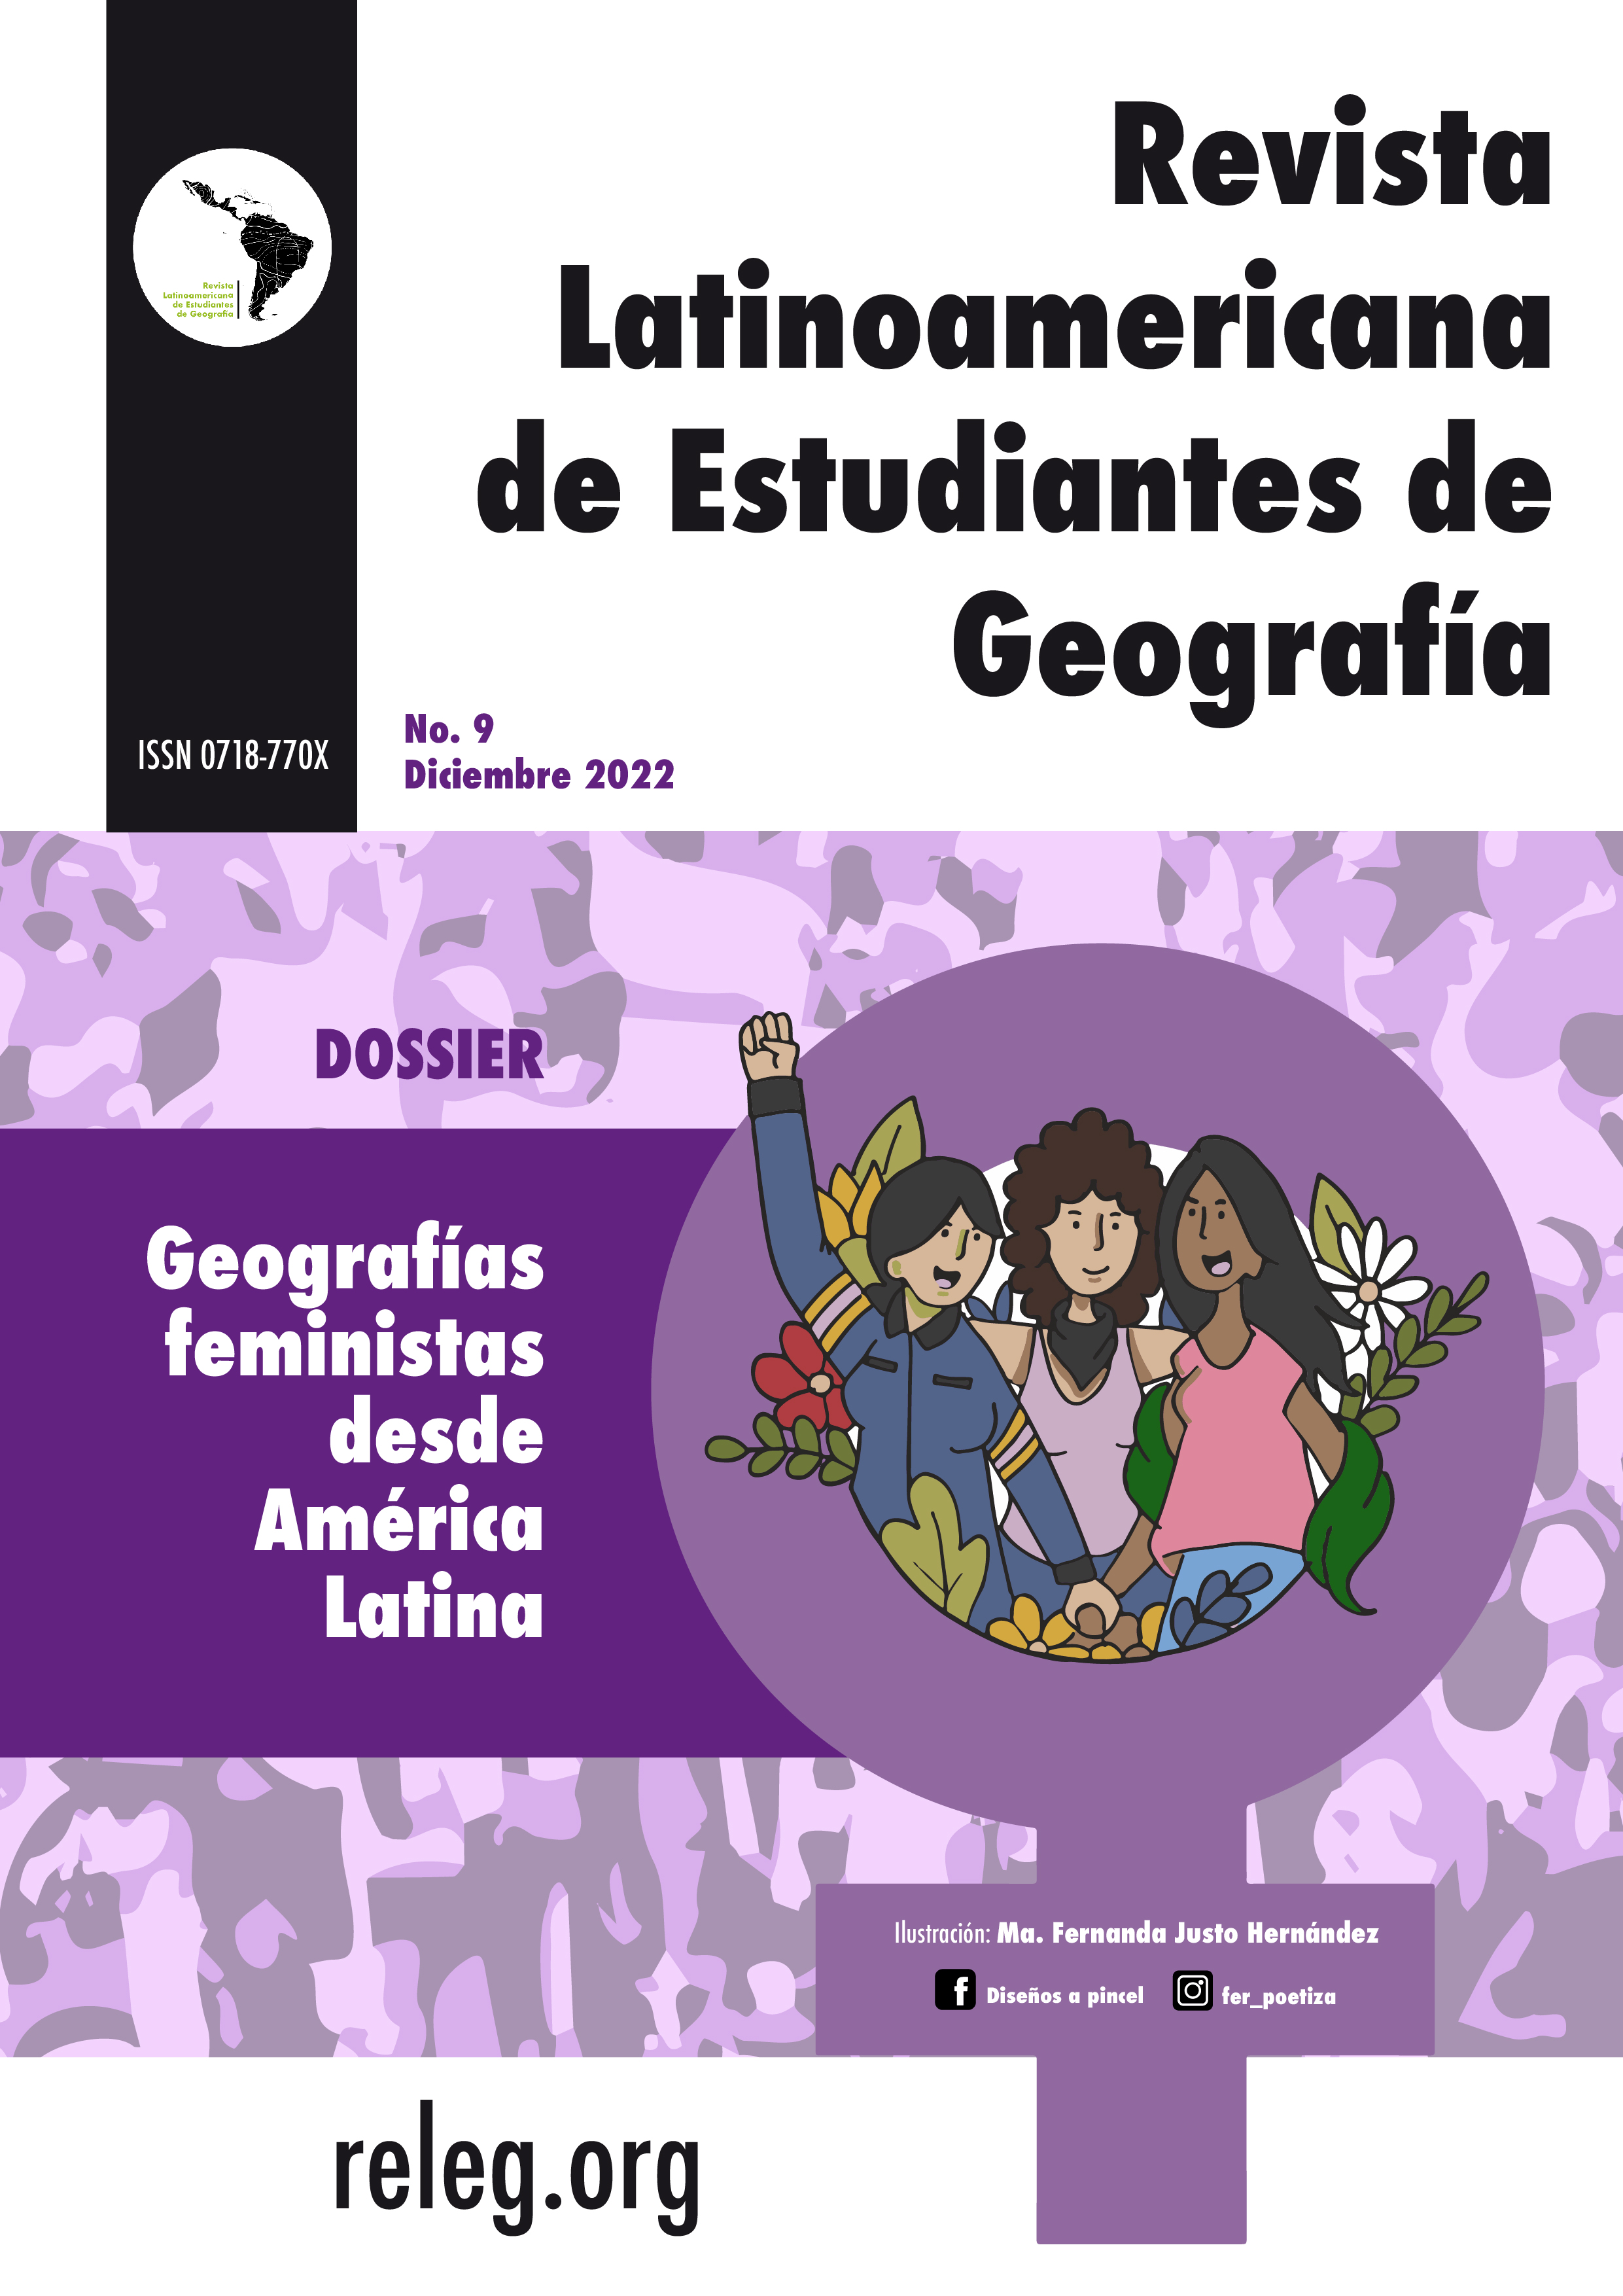 Revista
Latinoamericana
de Estudiantes de
Geografía
Revista
Latinoamericana
de Estudiantes
de Geografía
ISSN 0718-770X
No. 9
Diciembre 2022
DOSSIER
Geografías
feministas
desde
América
Latina
Ilustración: Ma. Fernanda Justo Hernández
Diseños a pincel fer_poetiza
releg.org